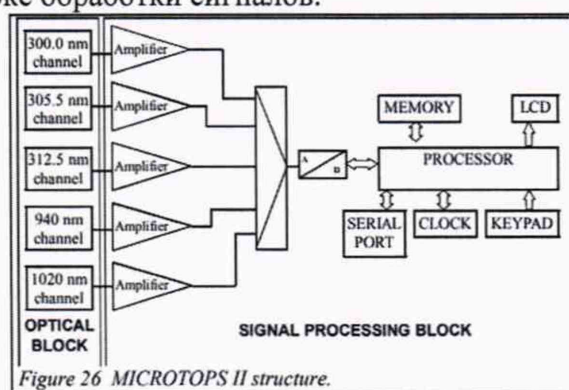 обработки сигналов.
300.0 nm
channel
Amplifier
305.5 nm
channel
Amplifier
312.5 nm
channel
Amplifier
940 nm
channel
Amplifier
1020 nm
channel
Amplifier
A
D
MEMORY
LCD
PROCESSOR
SERIAL
PORT
CLOCK
KEYPAD
OPTICAL
BLOCK
SIGNAL PROCESSING BLOCK
Figure 26 MICROTOPS II structure.